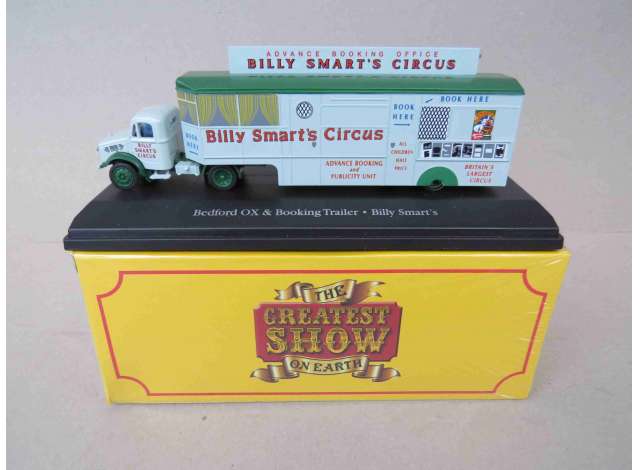 ADVANCE BOOKING OFFICE
BILLY SMART'S CIRCUS
BILLY
SMART'S
CIRCUS
BOOK
HERE
Billy Smart's Circus
ADVANCE BOOKING
and
PUBLICITY UNIT
ALL
CHILDREN
HALF
PRICE
BOOK
HERE
BOOK HERE
BRITAIN'S
LARGEST
CIRCUS
Bedford OX & Booking Trailer • Billy Smart's
THE
GREATEST
SHOW
ON EARTH